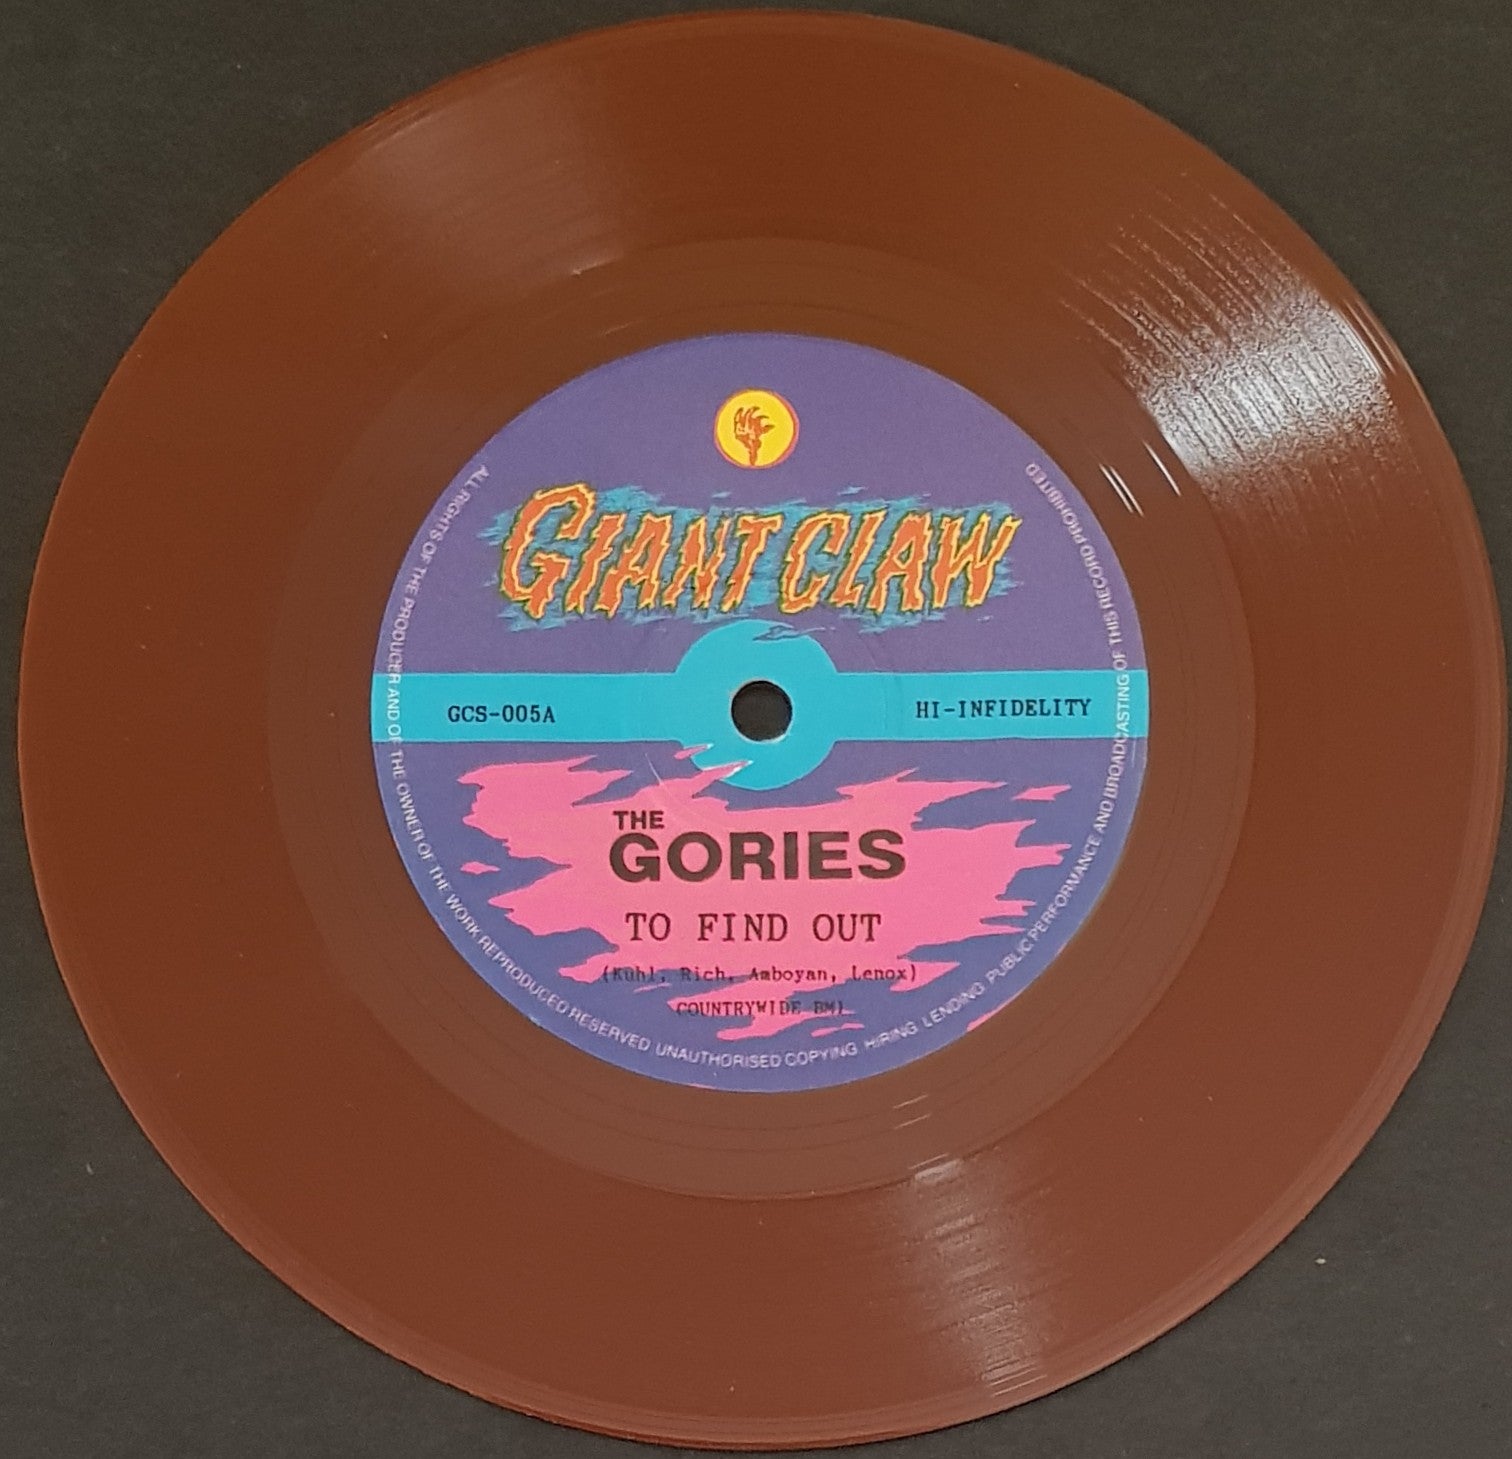 GIANT CLAW
GCS-005A
HI-INFIDELITY
THE
GORIES
TO FIND OUT
(Kuhl, Rich, Amboyan, Lenox)
COUNTRYWIDE BMI
ALL RIGHTS OF THE PRODUCER AND OF THE OWNER OF THE WORK REPRODUCED RESERVED UNAUTHORISED COPYING HIRING LENDING PUBLIC PERFORMANCE AND BROADCASTING OF THIS RECORD PROHIBITED